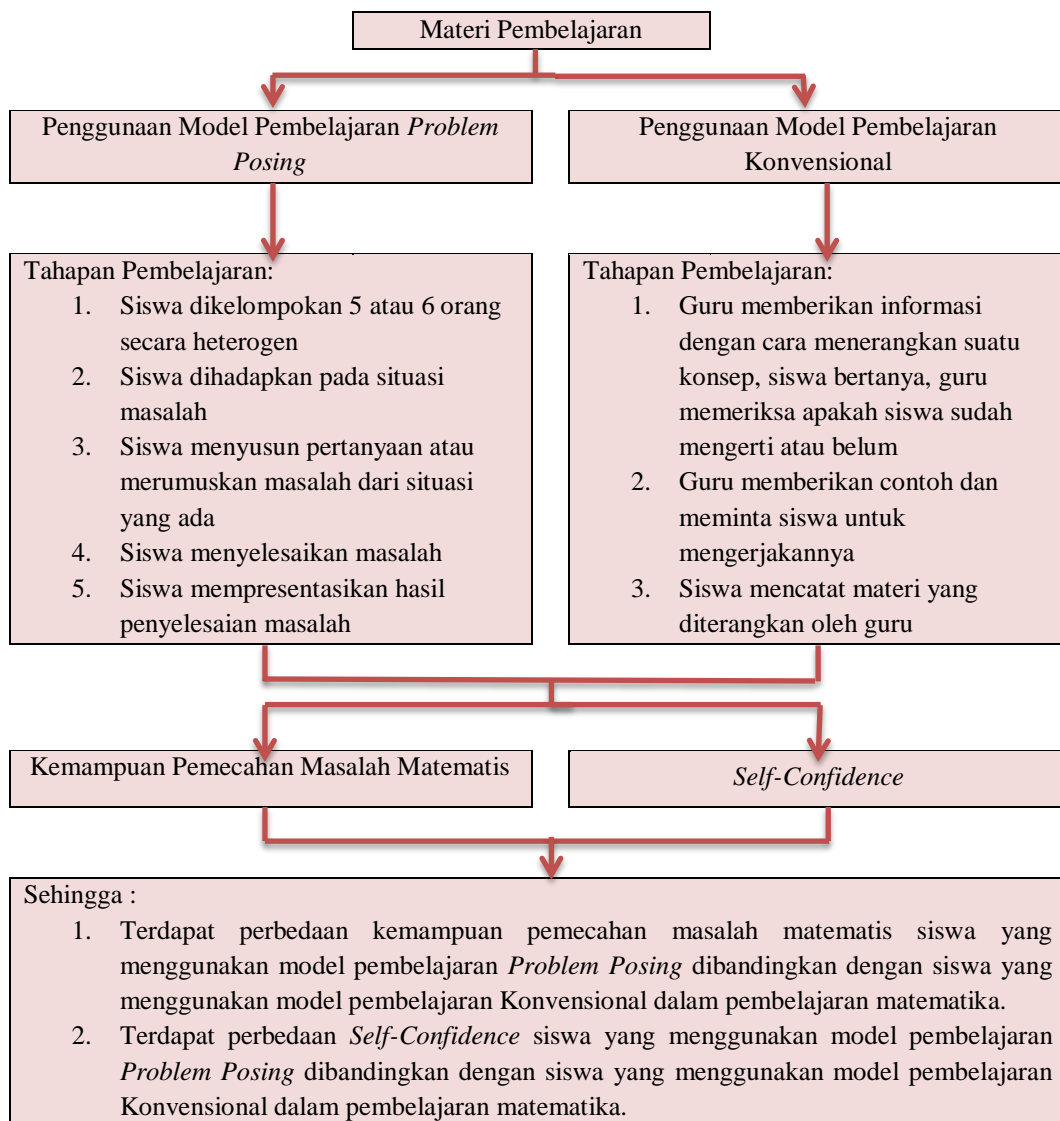 Materi Pembelajaran
Penggunaan Model Pembelajaran Problem
Posing
Penggunaan Model Pembelajaran
Konvensional
Tahapan Pembelajaran:
1. Siswa dikelompokan 5 atau 6 orang
secara heterogen
2. Siswa dihadapkan pada situasi
masalah
3. Siswa menyusun pertanyaan atau
merumuskan masalah dari situasi
yang ada
4. Siswa menyelesaikan masalah
5. Siswa mempresentasikan hasil
penyelesaian masalah
Tahapan Pembelajaran:
1. Guru memberikan informasi
dengan cara menerangkan suatu
konsep, siswa bertanya, guru
memeriksa apakah siswa sudah
mengerti atau belum
2. Guru memberikan contoh dan
meminta siswa untuk
mengerjakannya
3. Siswa mencatat materi yang
diterangkan oleh guru
Kemampuan Pemecahan Masalah Matematis
Self-Confidence
Sehingga :
1. Terdapat perbedaan kemampuan pemecahan masalah matematis siswa yang
menggunakan model pembelajaran Problem Posing dibandingkan dengan siswa yang
menggunakan model pembelajaran Konvensional dalam pembelajaran matematika.
2. Terdapat perbedaan Self-Confidence siswa yang menggunakan model pembelajaran
Problem Posing dibandingkan dengan siswa yang menggunakan model pembelajaran
Konvensional dalam pembelajaran matematika.